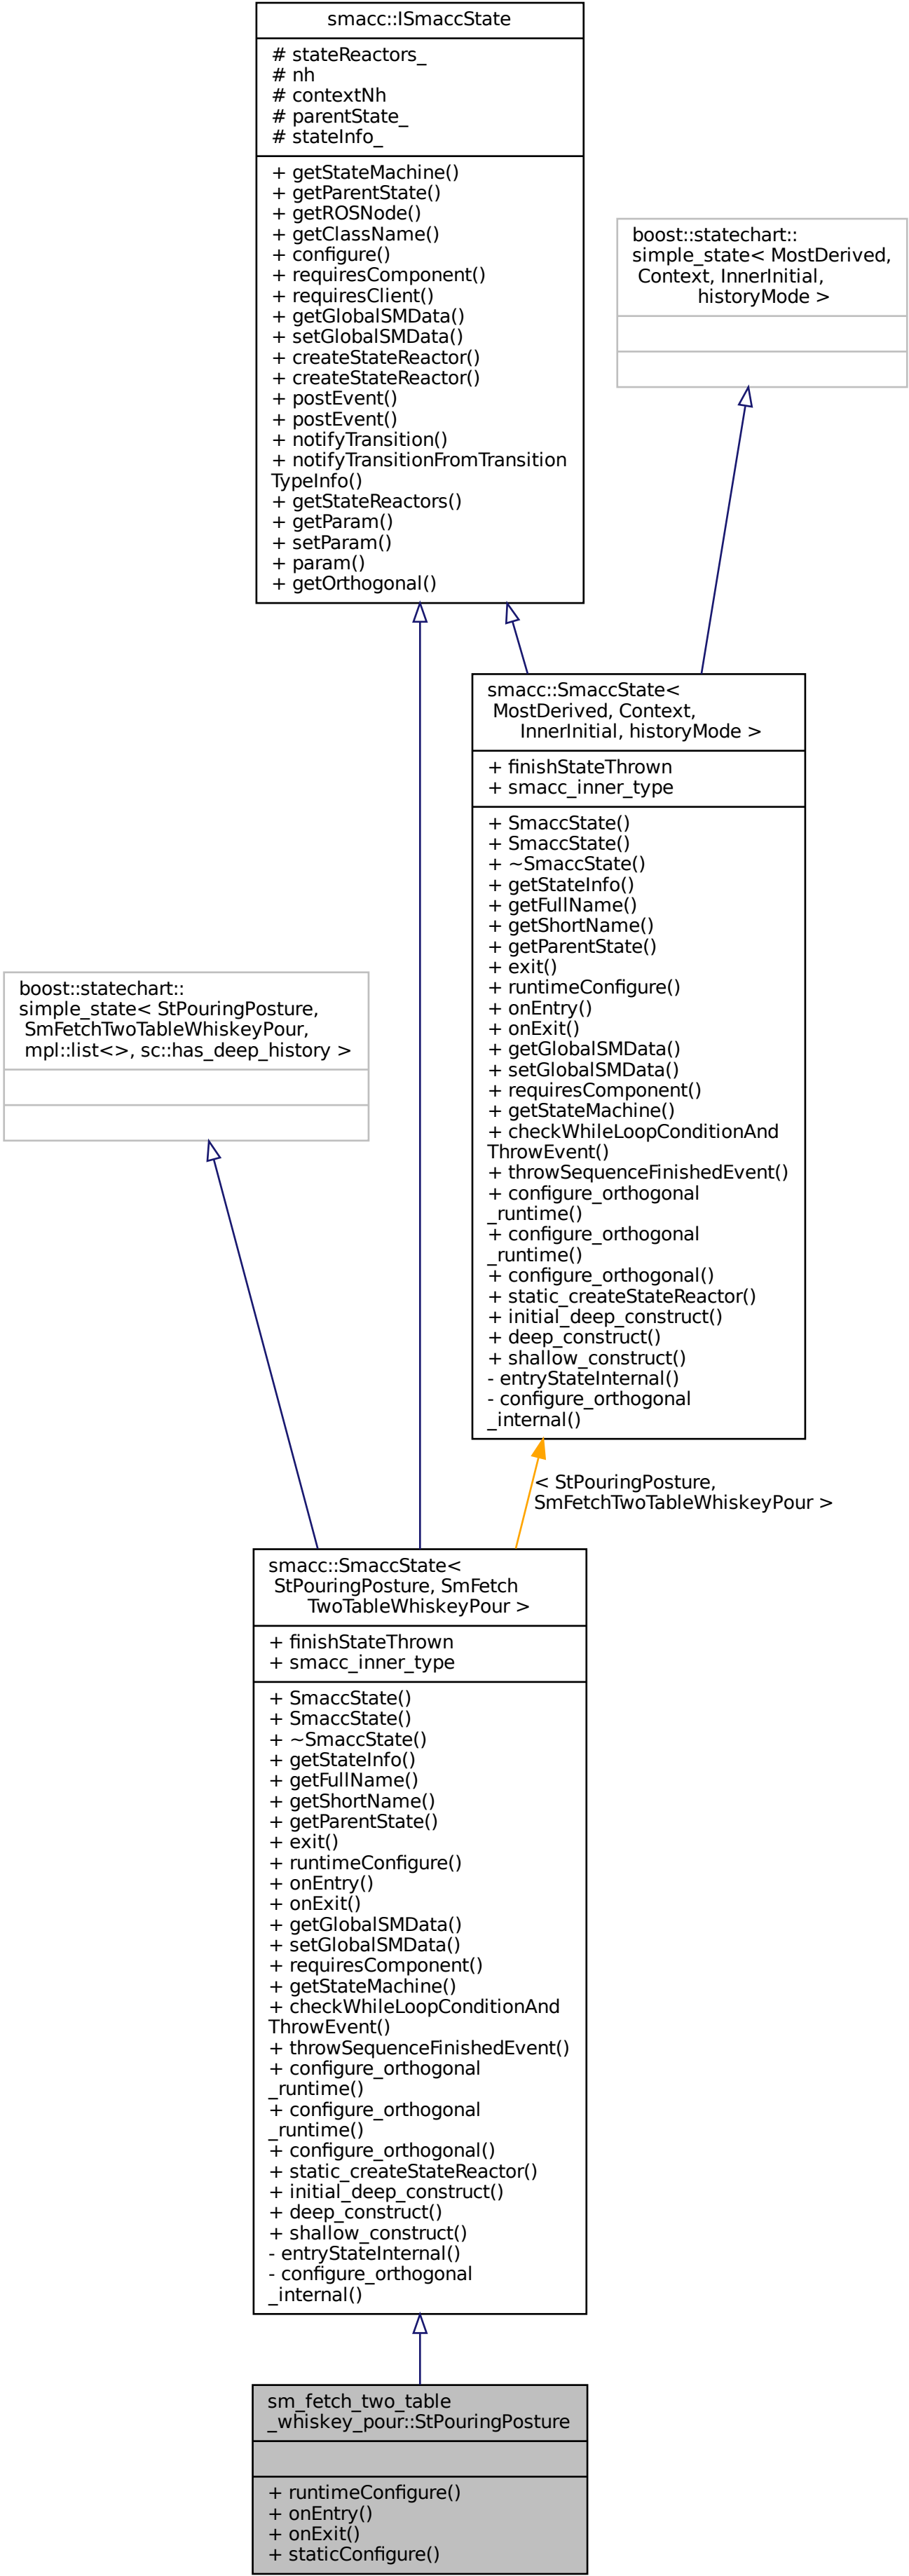 smacc::ISmaccState
# stateReactors_
# nh
# contextNh
# parentState_
# stateInfo_
+ getStateMachine()
+ getParentState()
+ getROSNode()
+ getClassName()
+ configure()
+ requiresComponent()
+ requiresClient()
+ getGlobalSMData()
+ setGlobalSMData()
+ createStateReactor()
+ createStateReactor()
+ postEvent()
+ postEvent()
+ notifyTransition()
+ notifyTransitionFromTransition
TypeInfo()
+ getStateReactors()
+ getParam()
+ setParam()
+ param()
+ getOrthogonal()
boost::statechart::
simple_state< MostDerived,
Context, InnerInitial,
historyMode >
smacc::SmaccState<
MostDerived, Context,
InnerInitial, historyMode >
+ finishStateThrown
+ smacc_inner_type
+ SmaccState()
+ SmaccState()
+ ~SmaccState()
+ getStateInfo()
+ getFullName()
+ getShortName()
+ getParentState()
+ exit()
+ runtimeConfigure()
+ onEntry()
+ onExit()
+ getGlobalSMData()
+ setGlobalSMData()
+ requiresComponent()
+ getStateMachine()
+ checkWhileLoopConditionAnd
ThrowEvent()
+ throwSequenceFinishedEvent()
+ configure_orthogonal
_runtime()
+ configure_orthogonal
_runtime()
+ configure_orthogonal()
+ static_createStateReactor()
+ initial_deep_construct()
+ deep_construct()
+ shallow_construct()
- entryStateInternal()
- configure_orthogonal
_internal()
boost::statechart::
simple_state< StPouringPosture,
SmFetchTwoTableWhiskeyPour,
mpl::list<>, sc::has_deep_history >
< StPouringPosture,
SmFetchTwoTableWhiskeyPour >
smacc::SmaccState<
StPouringPosture, SmFetch
TwoTableWhiskeyPour >
+ finishStateThrown
+ smacc_inner_type
+ SmaccState()
+ SmaccState()
+ ~SmaccState()
+ getStateInfo()
+ getFullName()
+ getShortName()
+ getParentState()
+ exit()
+ runtimeConfigure()
+ onEntry()
+ onExit()
+ getGlobalSMData()
+ setGlobalSMData()
+ requiresComponent()
+ getStateMachine()
+ checkWhileLoopConditionAnd
ThrowEvent()
+ throwSequenceFinishedEvent()
+ configure_orthogonal
_runtime()
+ configure_orthogonal
_runtime()
+ configure_orthogonal()
+ static_createStateReactor()
+ initial_deep_construct()
+ deep_construct()
+ shallow_construct()
- entryStateInternal()
- configure_orthogonal
_internal()
sm_fetch_two_table
_whiskey_pour::StPouringPosture
+ runtimeConfigure()
+ onEntry()
+ onExit()
+ staticConfigure()